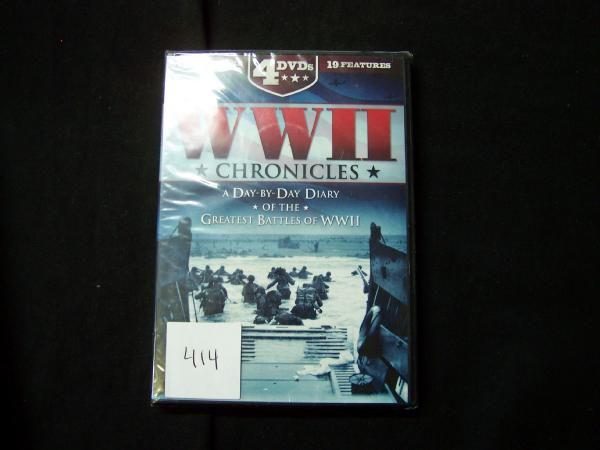 4 DVDs
19 FEATURES
WWII
CHRONICLES
A DAY-BY-DAY DIARY
OF THE
GREATEST BATTLES OF WWII
414